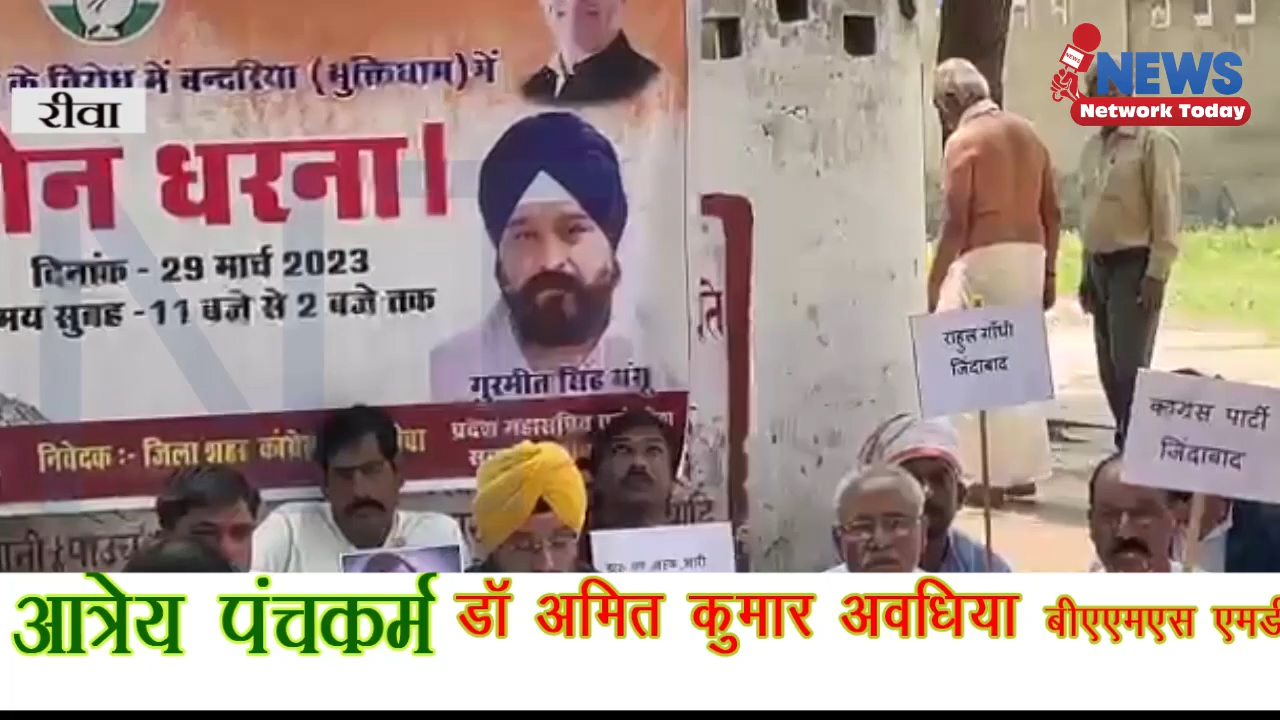 के विरोध में बन्दरिया (मुक्तिधाम) में
रीवा
धरना।
दिनांक - 29 मार्च 2023
सुबह - 11 बजे से 2 बजे तक
गुरमीत सिंह मंगू
निवेदक :- जिला शहर कांग्रेस
प्रदेश महासचिव
NEWS
Network Today
राहुल गाँधी
जिंदाबाद
कांग्रेस पार्टी
जिंदाबाद
आत्रेय पंचकर्म डॉ अमित कुमार अवधिया बीएएमएस एमडी